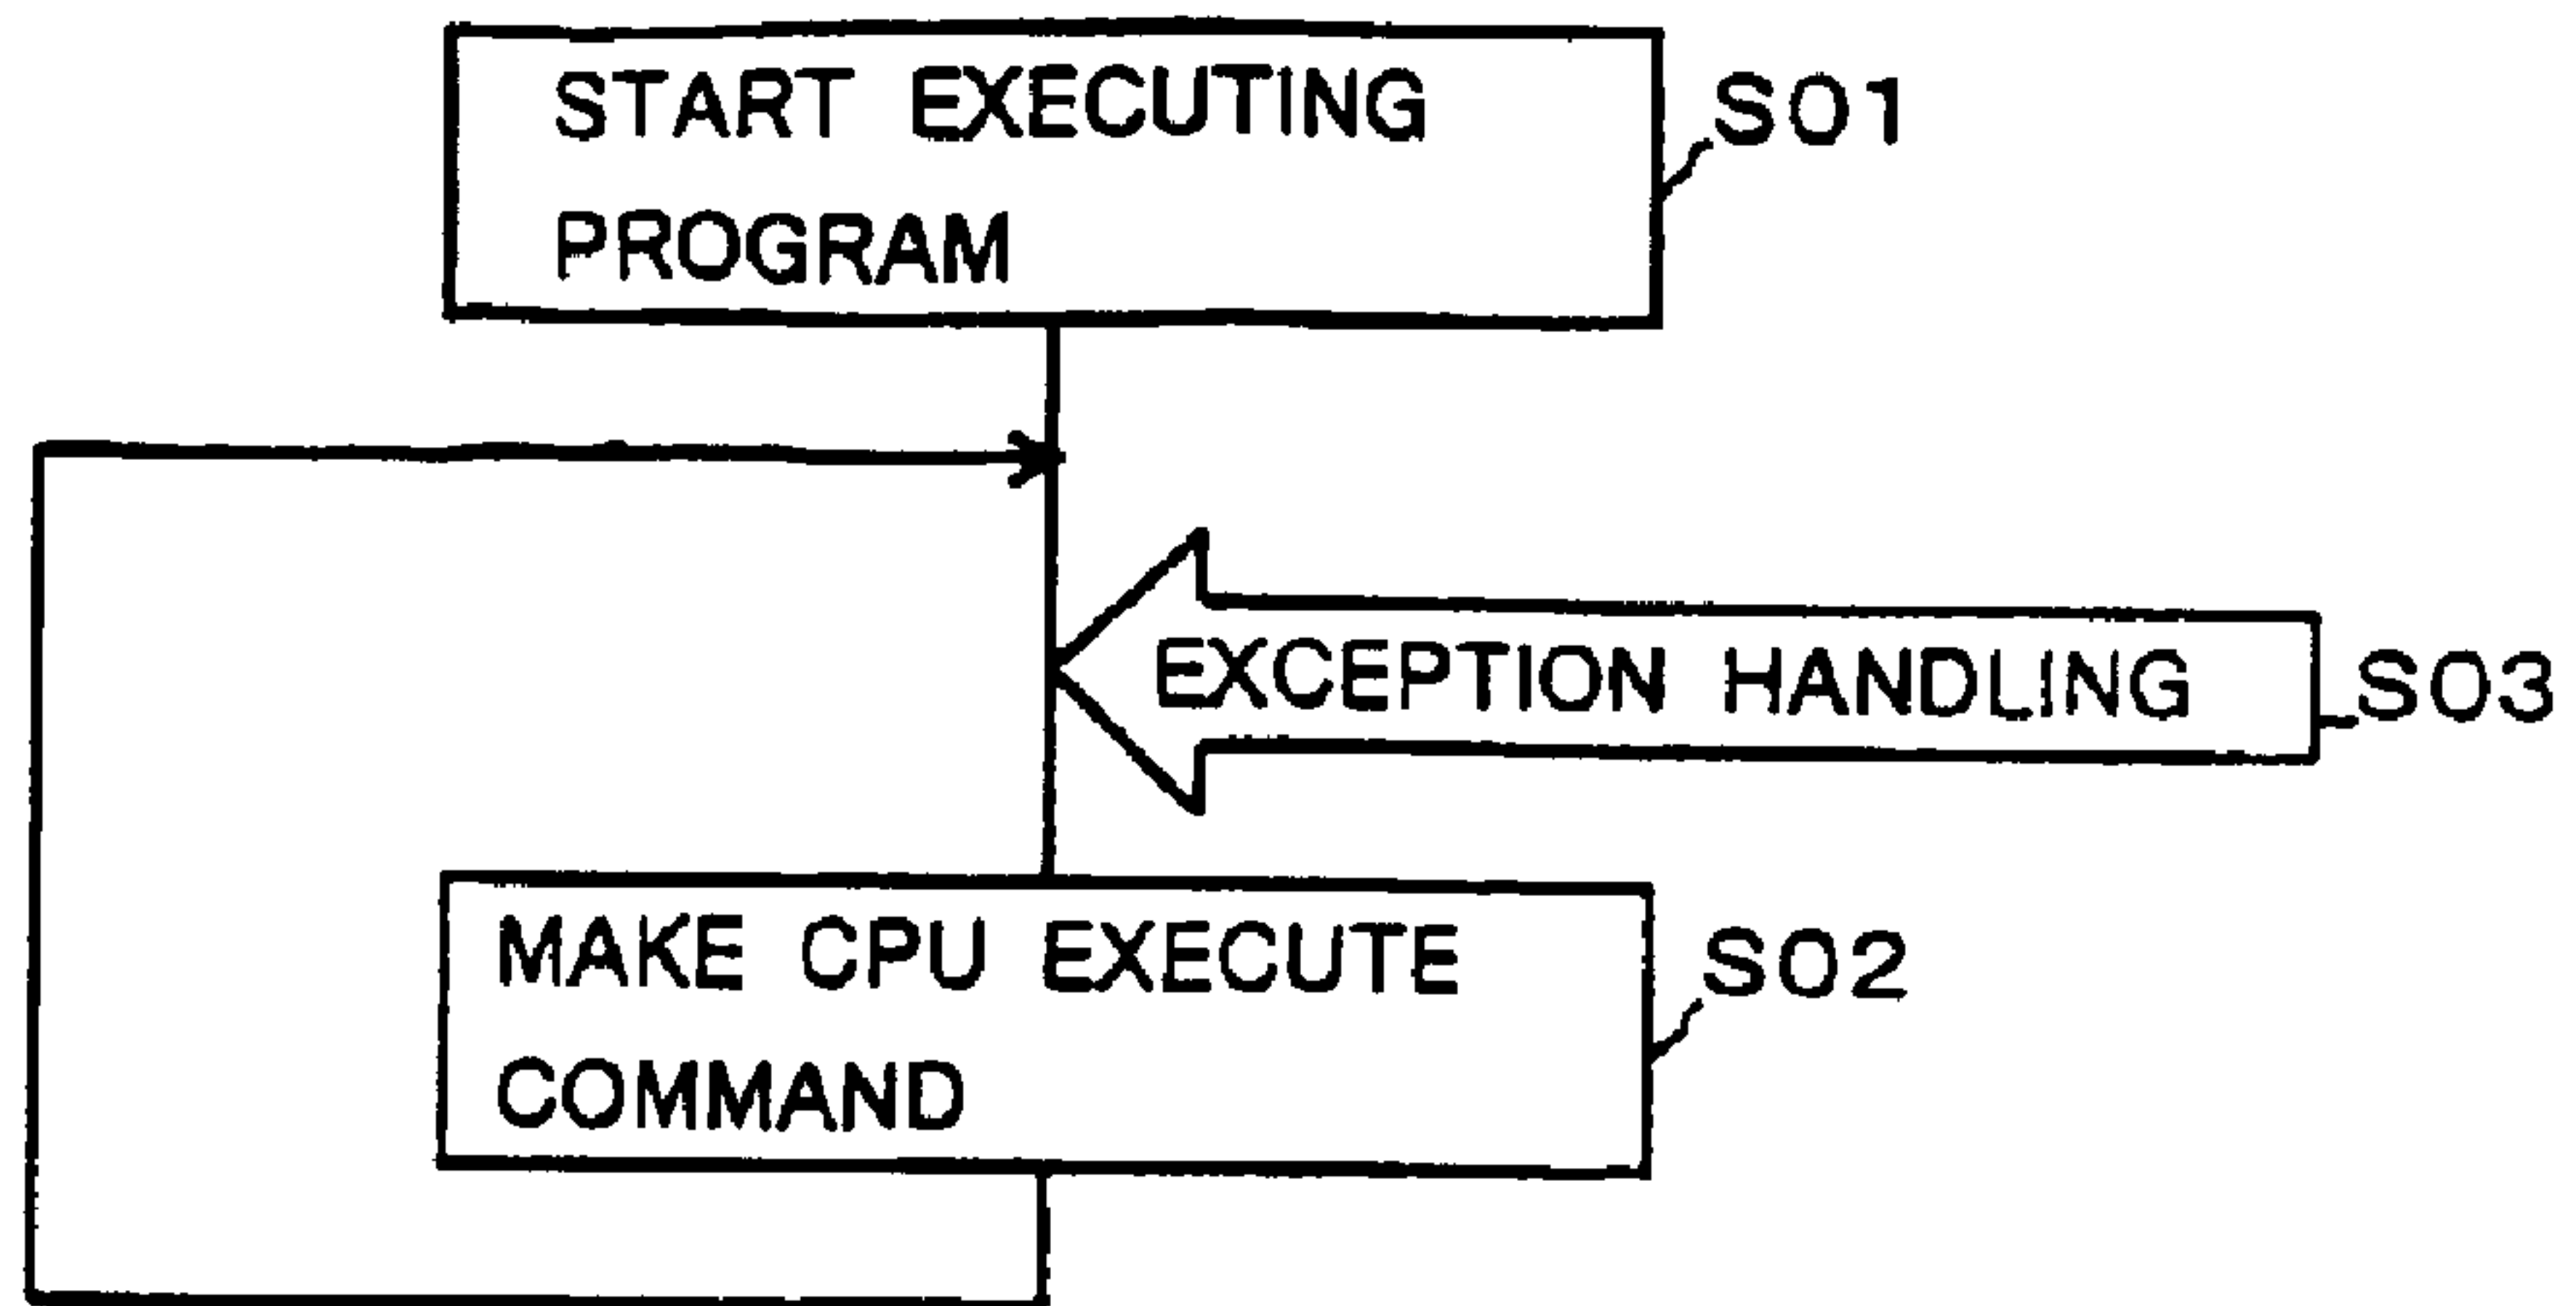 START EXECUTING
PROGRAM
S01
EXCEPTION HANDLING
S03
MAKE CPU EXECUTE
COMMAND
S02